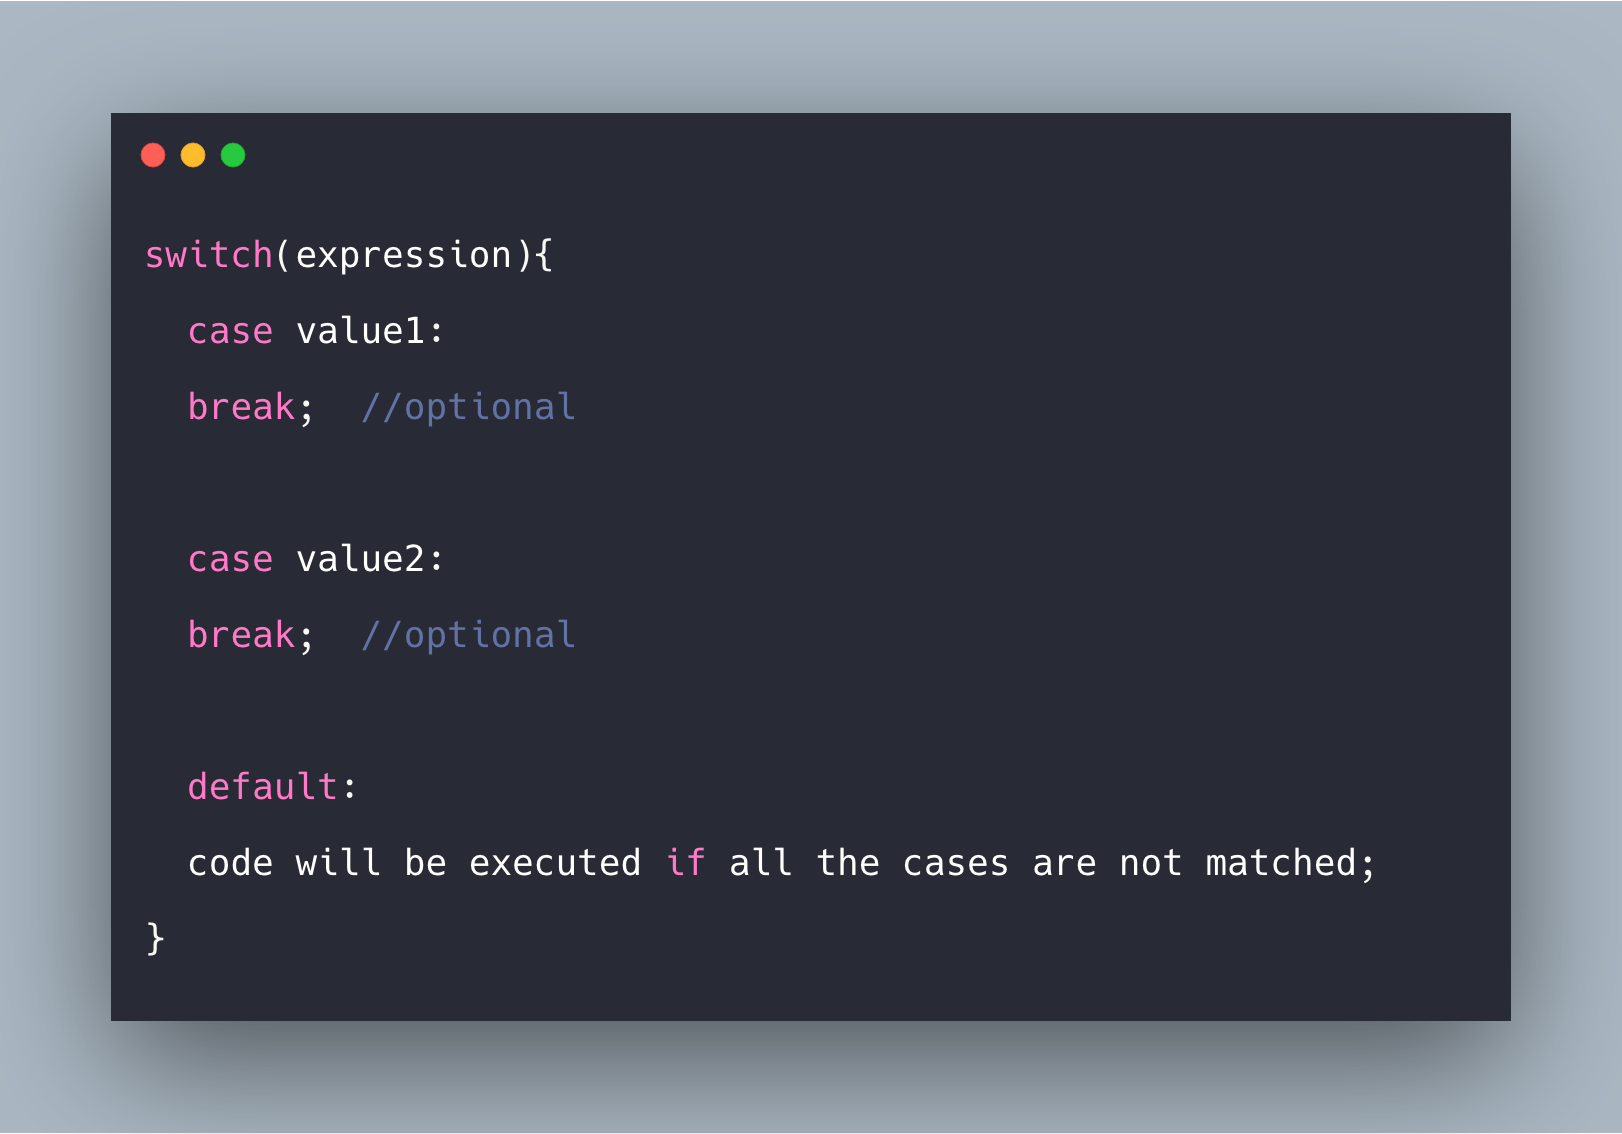 switch(expression){
  case value1:
  break;  //optional

  case value2:
  break;  //optional

  default:
  code will be executed if all the cases are not matched;
}